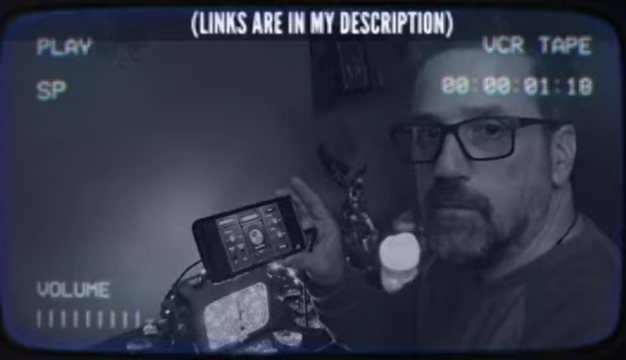 (LINKS ARE IN MY DESCRIPTION)
PLAY
VCR TAPE
SP
00:00:01:18
VOLUME